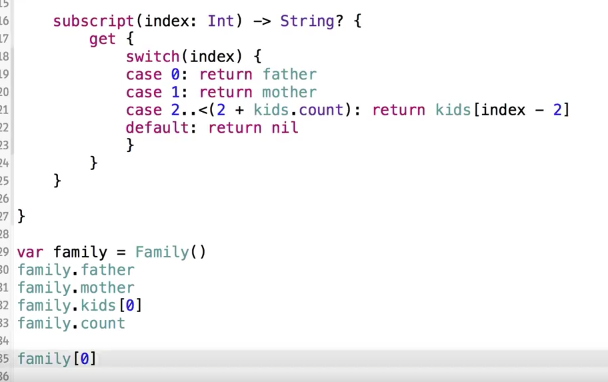 15
16 subscript(index: Int) -> String? {
17 get {
18 switch(index) {
19 case 0: return father
20 case 1: return mother
21 case 2..<(2 + kids.count): return kids[index - 2]
22 default: return nil
23 }
24 }
25 }
26
27 }
28
29 var family = Family()
30 family.father
31 family.mother
32 family.kids[0]
33 family.count
34
35 family[0]
36